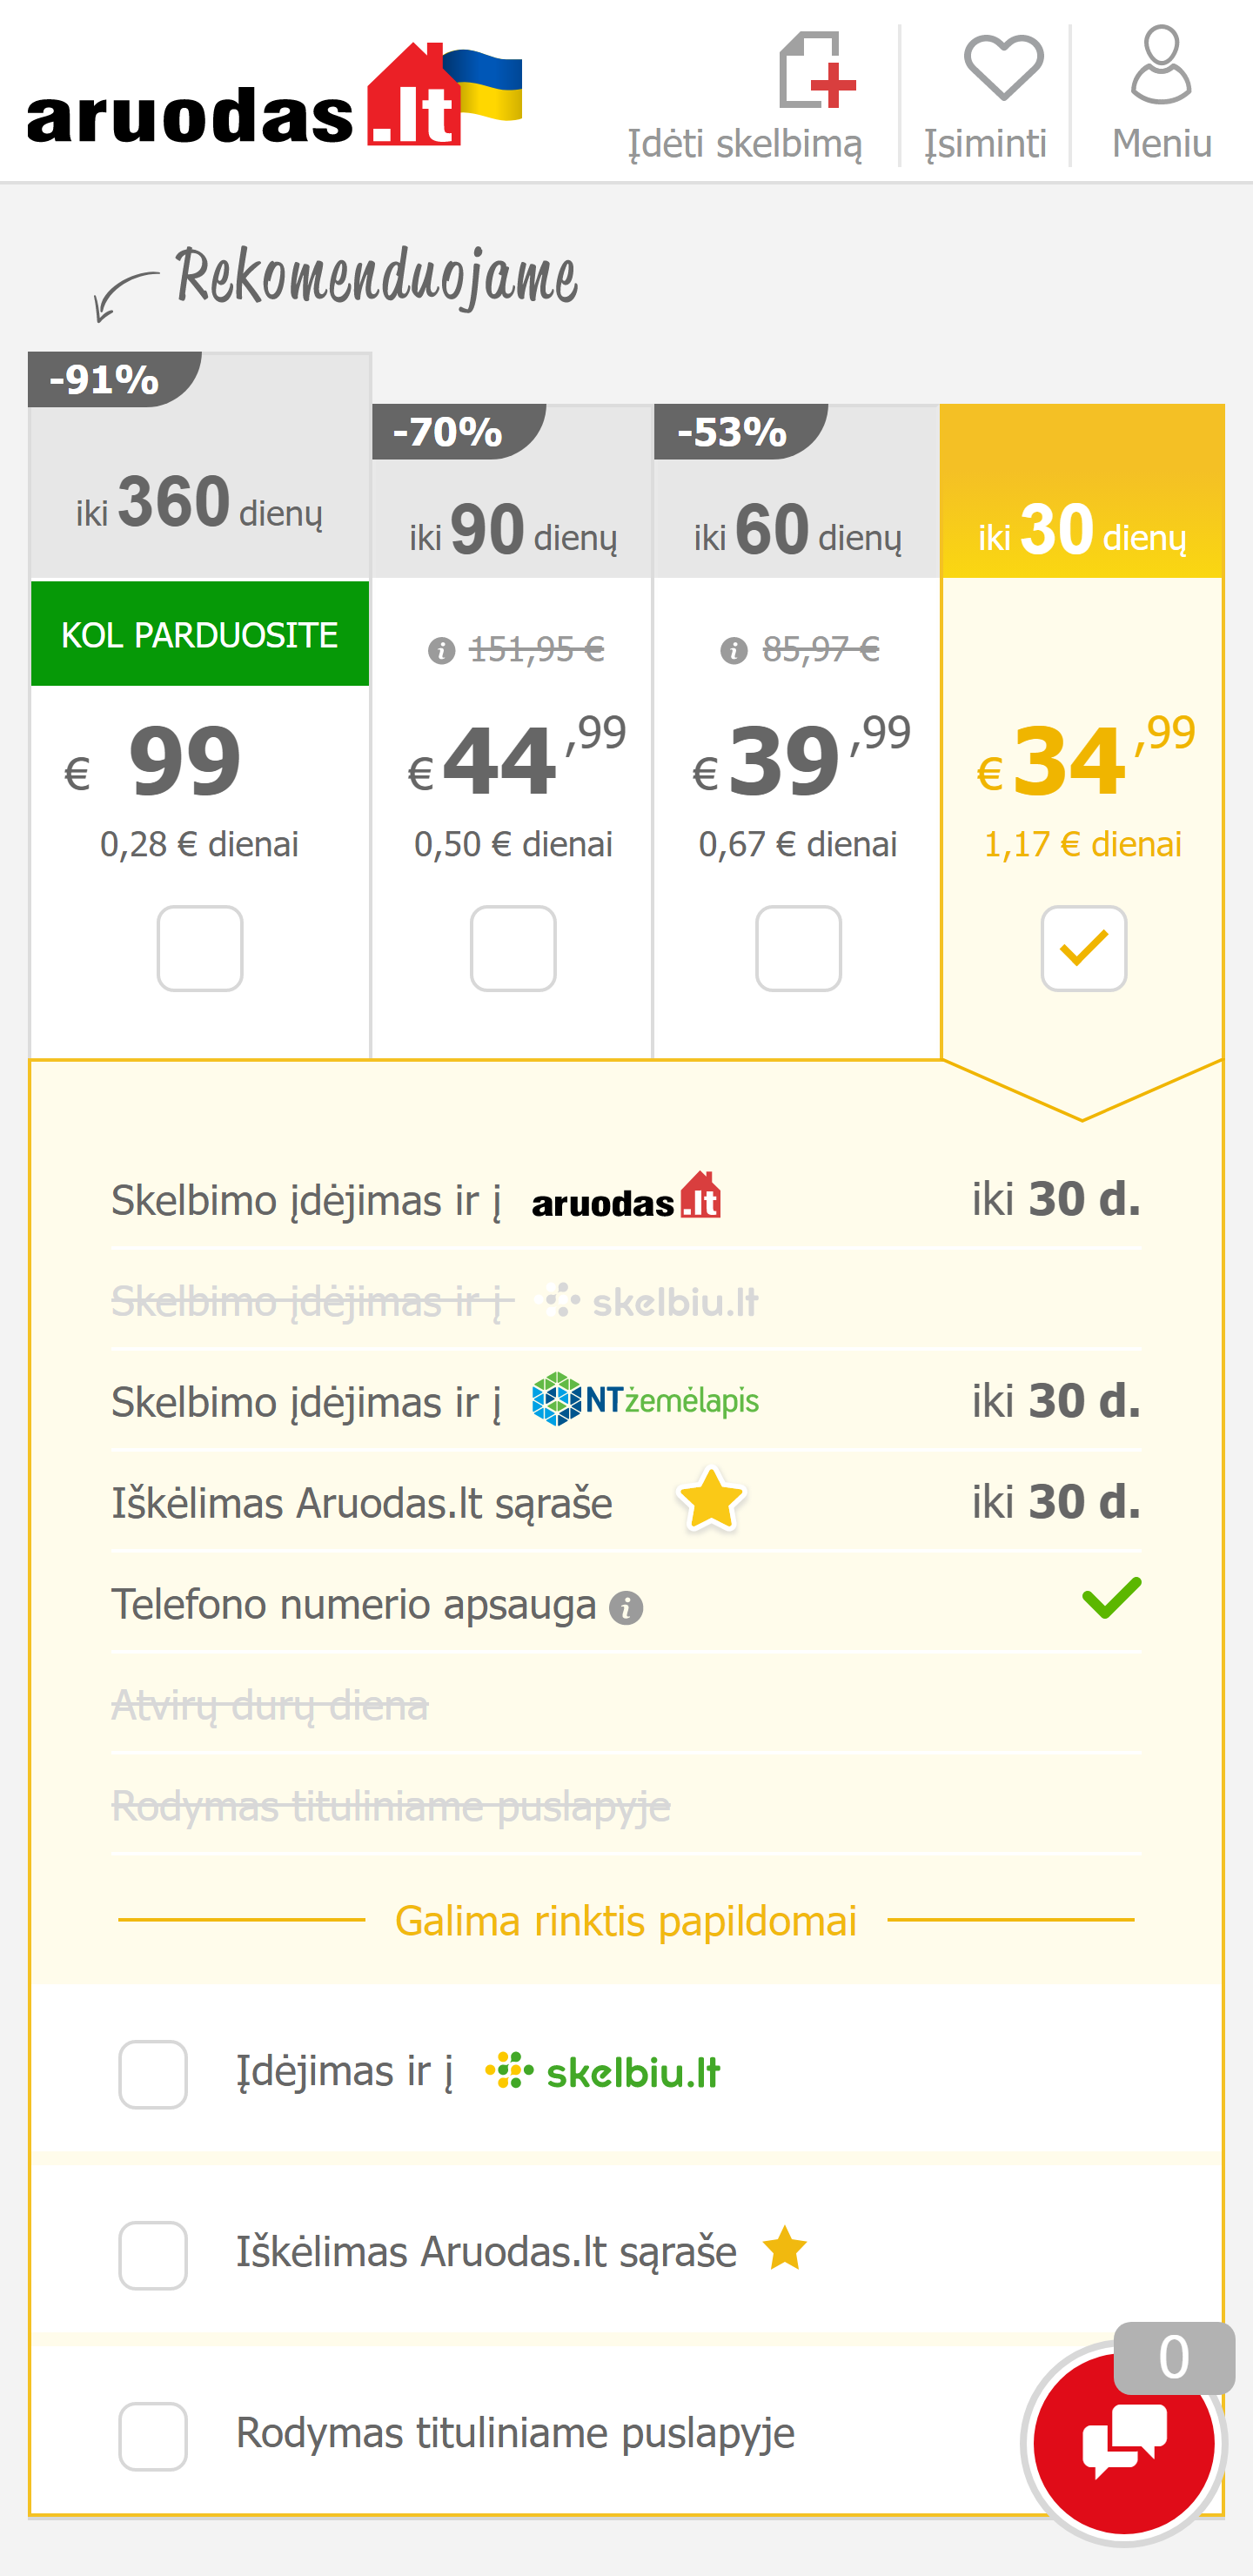 aruodas.lt
Įdėti skelbimą
Įsiminti
Meniu
Rekomenduojame
-91%
iki 360 dienų
KOL PARDUOSITE
€ 99
0,28 € dienai
-70%
iki 90 dienų
151,95 €
€ 44,99
0,50 € dienai
-53%
iki 60 dienų
85,97 €
€ 39,99
0,67 € dienai
iki 30 dienų
€ 34,99
1,17 € dienai
Skelbimo įdėjimas ir į aruodas.lt iki 30 d.
Skelbimo įdėjimas ir į skelbiu.lt
Skelbimo įdėjimas ir į NTžemėlapis iki 30 d.
Iškėlimas Aruodas.lt sąraše iki 30 d.
Telefono numerio apsauga
Atvirų durų diena
Rodymas tituliniame puslapyje
Galima rinktis papildomai
Įdėjimas ir į skelbiu.lt
Iškėlimas Aruodas.lt sąraše
0
Rodymas tituliniame puslapyje